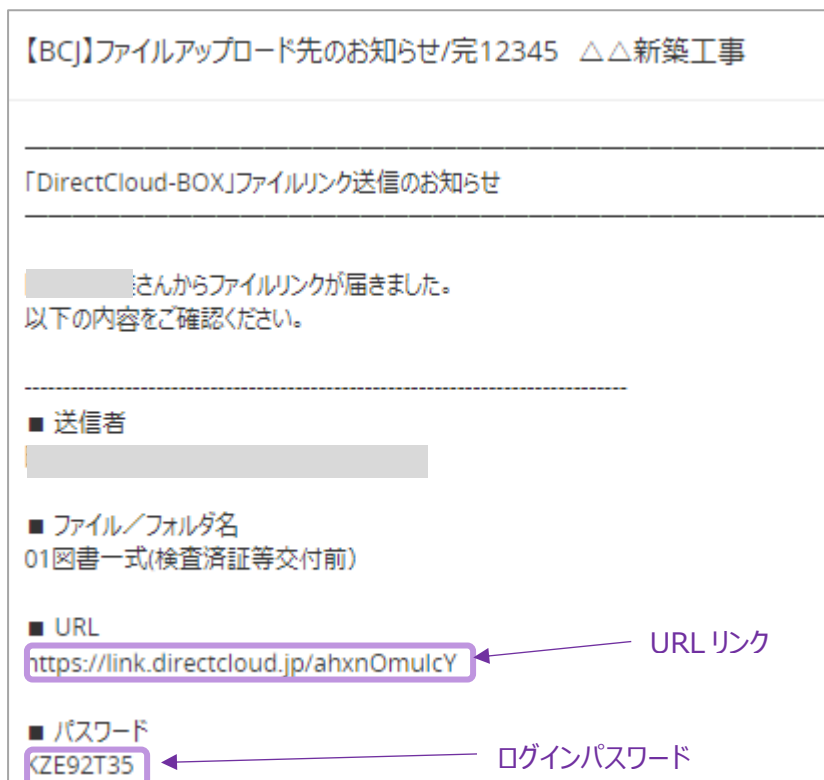 【BCJ】ファイルアップロード先のお知らせ/完12345 △△新築工事
「DirectCloud-BOX」ファイルリンク送信のお知らせ
さんからファイルリンクが届きました。
以下の内容をご確認ください。
■ 送信者
■ ファイル／フォルダ名
01図書一式(検査済証等交付前）
■ URL
https://link.directcloud.jp/ahxnOmulcY
URL リンク
■ パスワード
KZE92T35
ログインパスワード